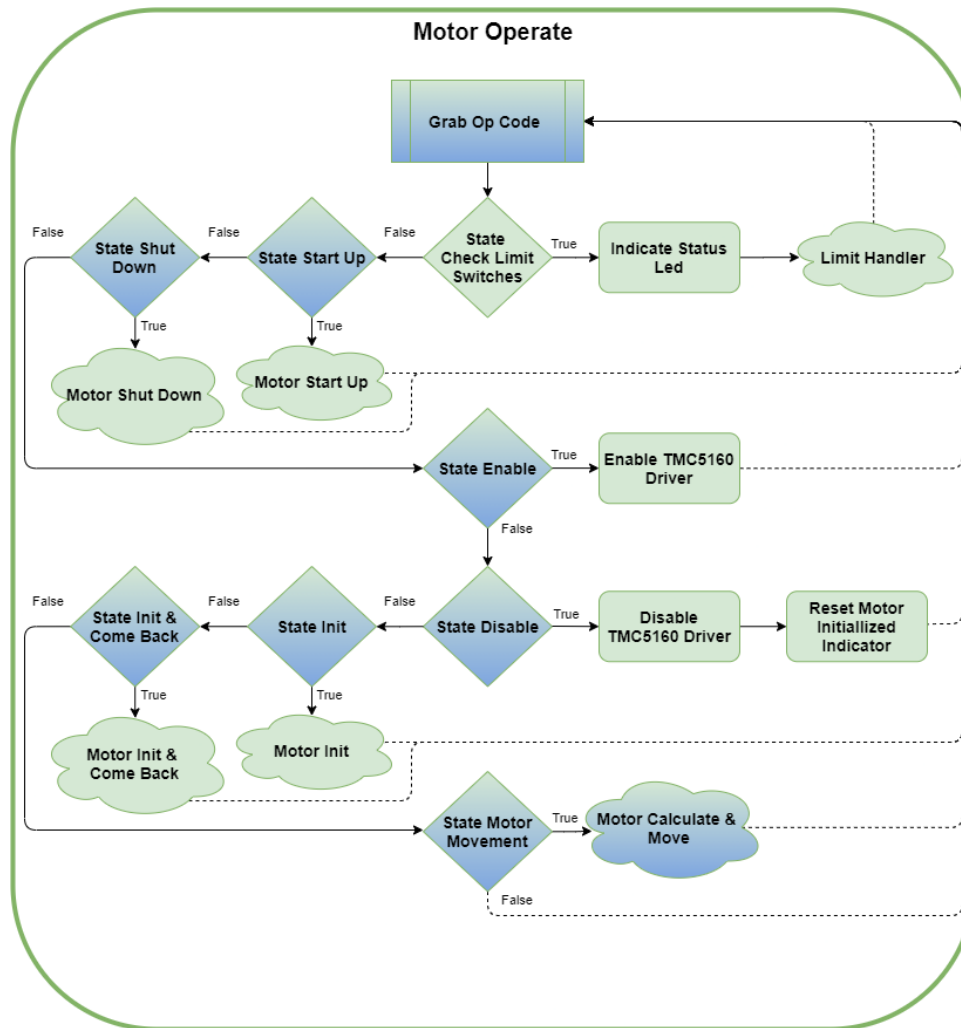 Motor Operate
Grab Op Code
State
Check Limit
Switches
False
True
Indicate Status
Led
Limit Handler
State Start Up
False
True
Motor Start Up
State Shut
Down
False
True
Motor Shut Down
State Enable
True
Enable TMC5160
Driver
False
State Disable
True
Disable
TMC5160 Driver
Reset Motor
Initiallized
Indicator
False
State Init
True
Motor Init
False
State Init &
Come Back
False
True
Motor Init &
Come Back
State Motor
Movement
True
Motor Calculate &
Move
False